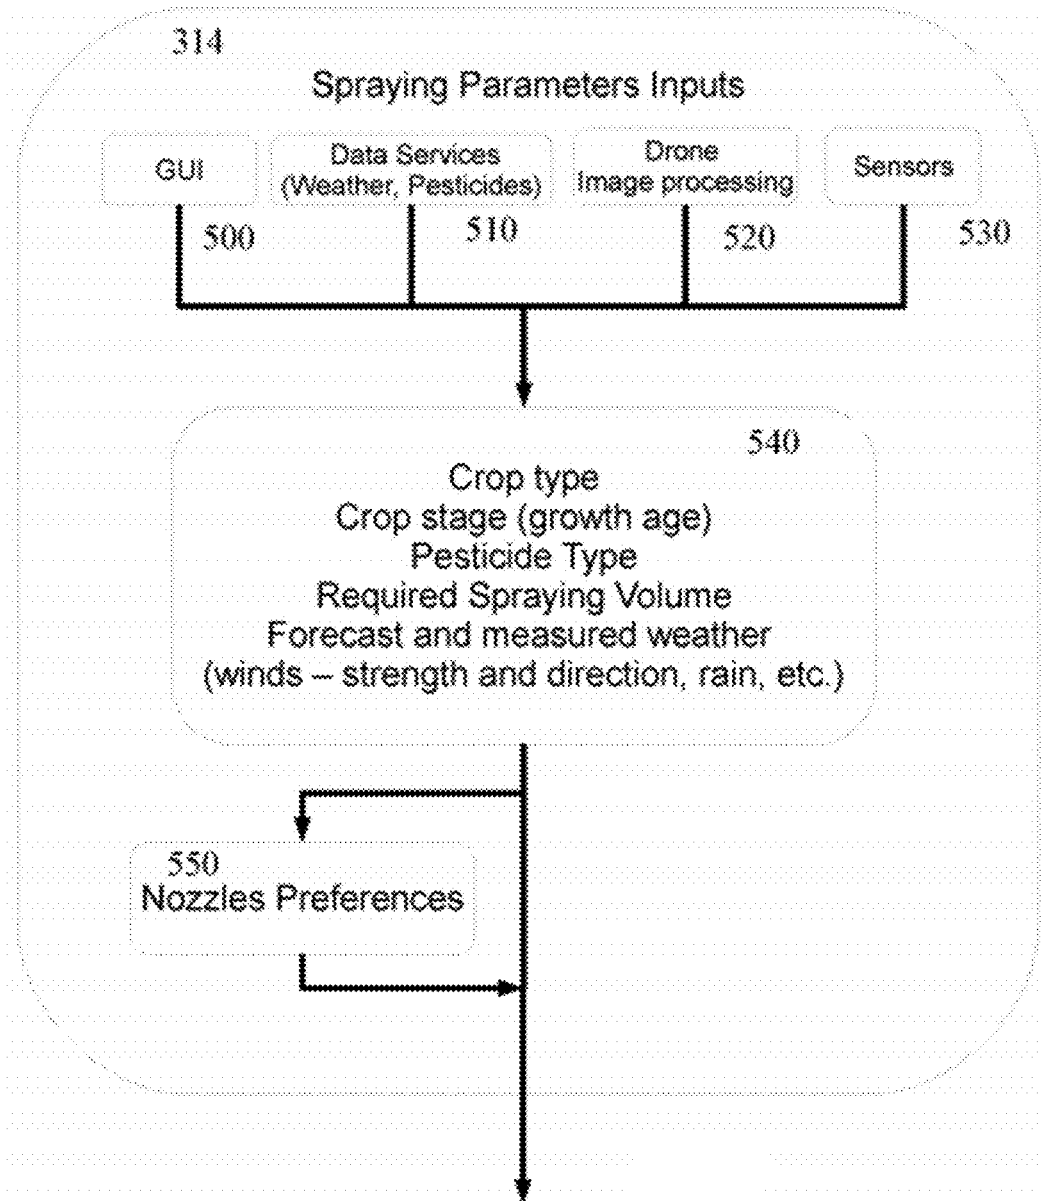 314
Spraying Parameters Inputs
GUI
Data Services
(Weather, Pesticides)
Drone
Image processing
Sensors
500
510
520
530
540
Crop type
Crop stage (growth age)
Pesticide Type
Required Spraying Volume
Forecast and measured weather
(winds – strength and direction, rain, etc.)
550
Nozzles Preferences